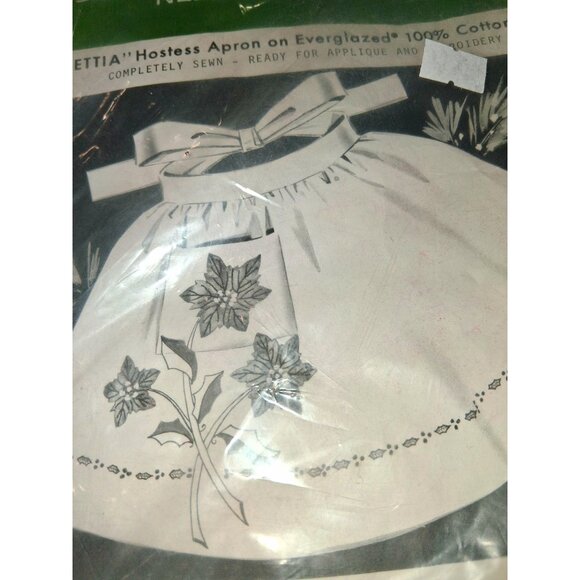 ETTIA" Hostess Apron on Everglazed® 100% Cotton
COMPLETELY SEWN - READY FOR APPLIQUE AND